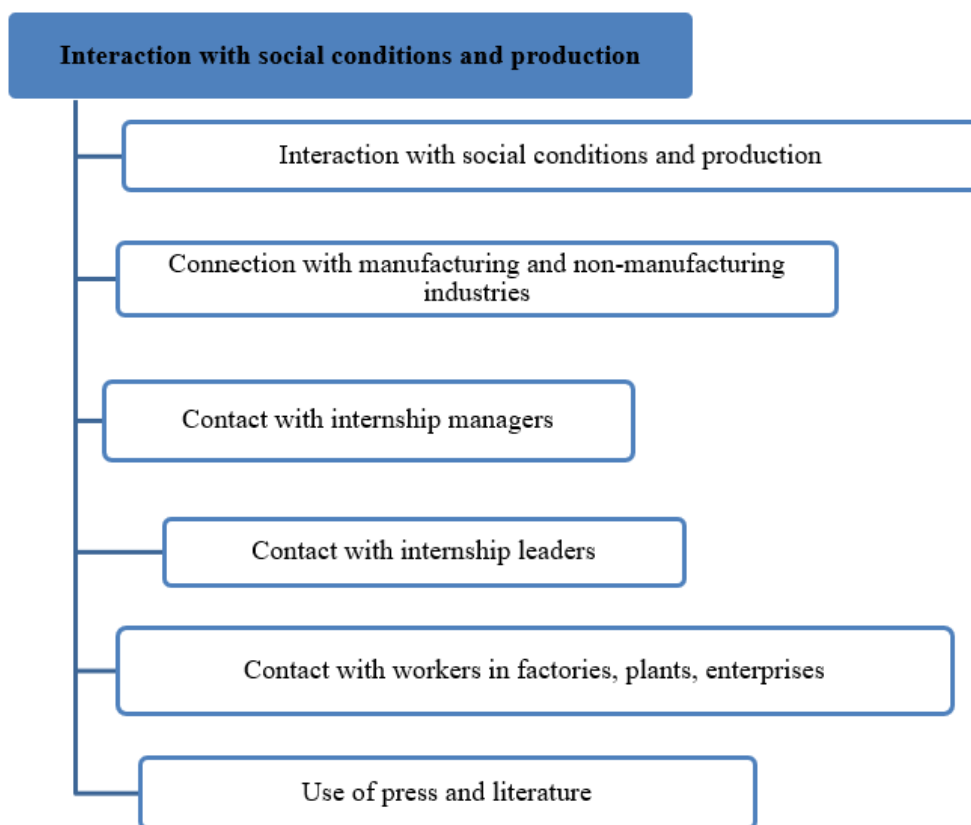 Interaction with social conditions and production
Interaction with social conditions and production
Connection with manufacturing and non-manufacturing
industries
Contact with internship managers
Contact with internship leaders
Contact with workers in factories, plants, enterprises
Use of press and literature